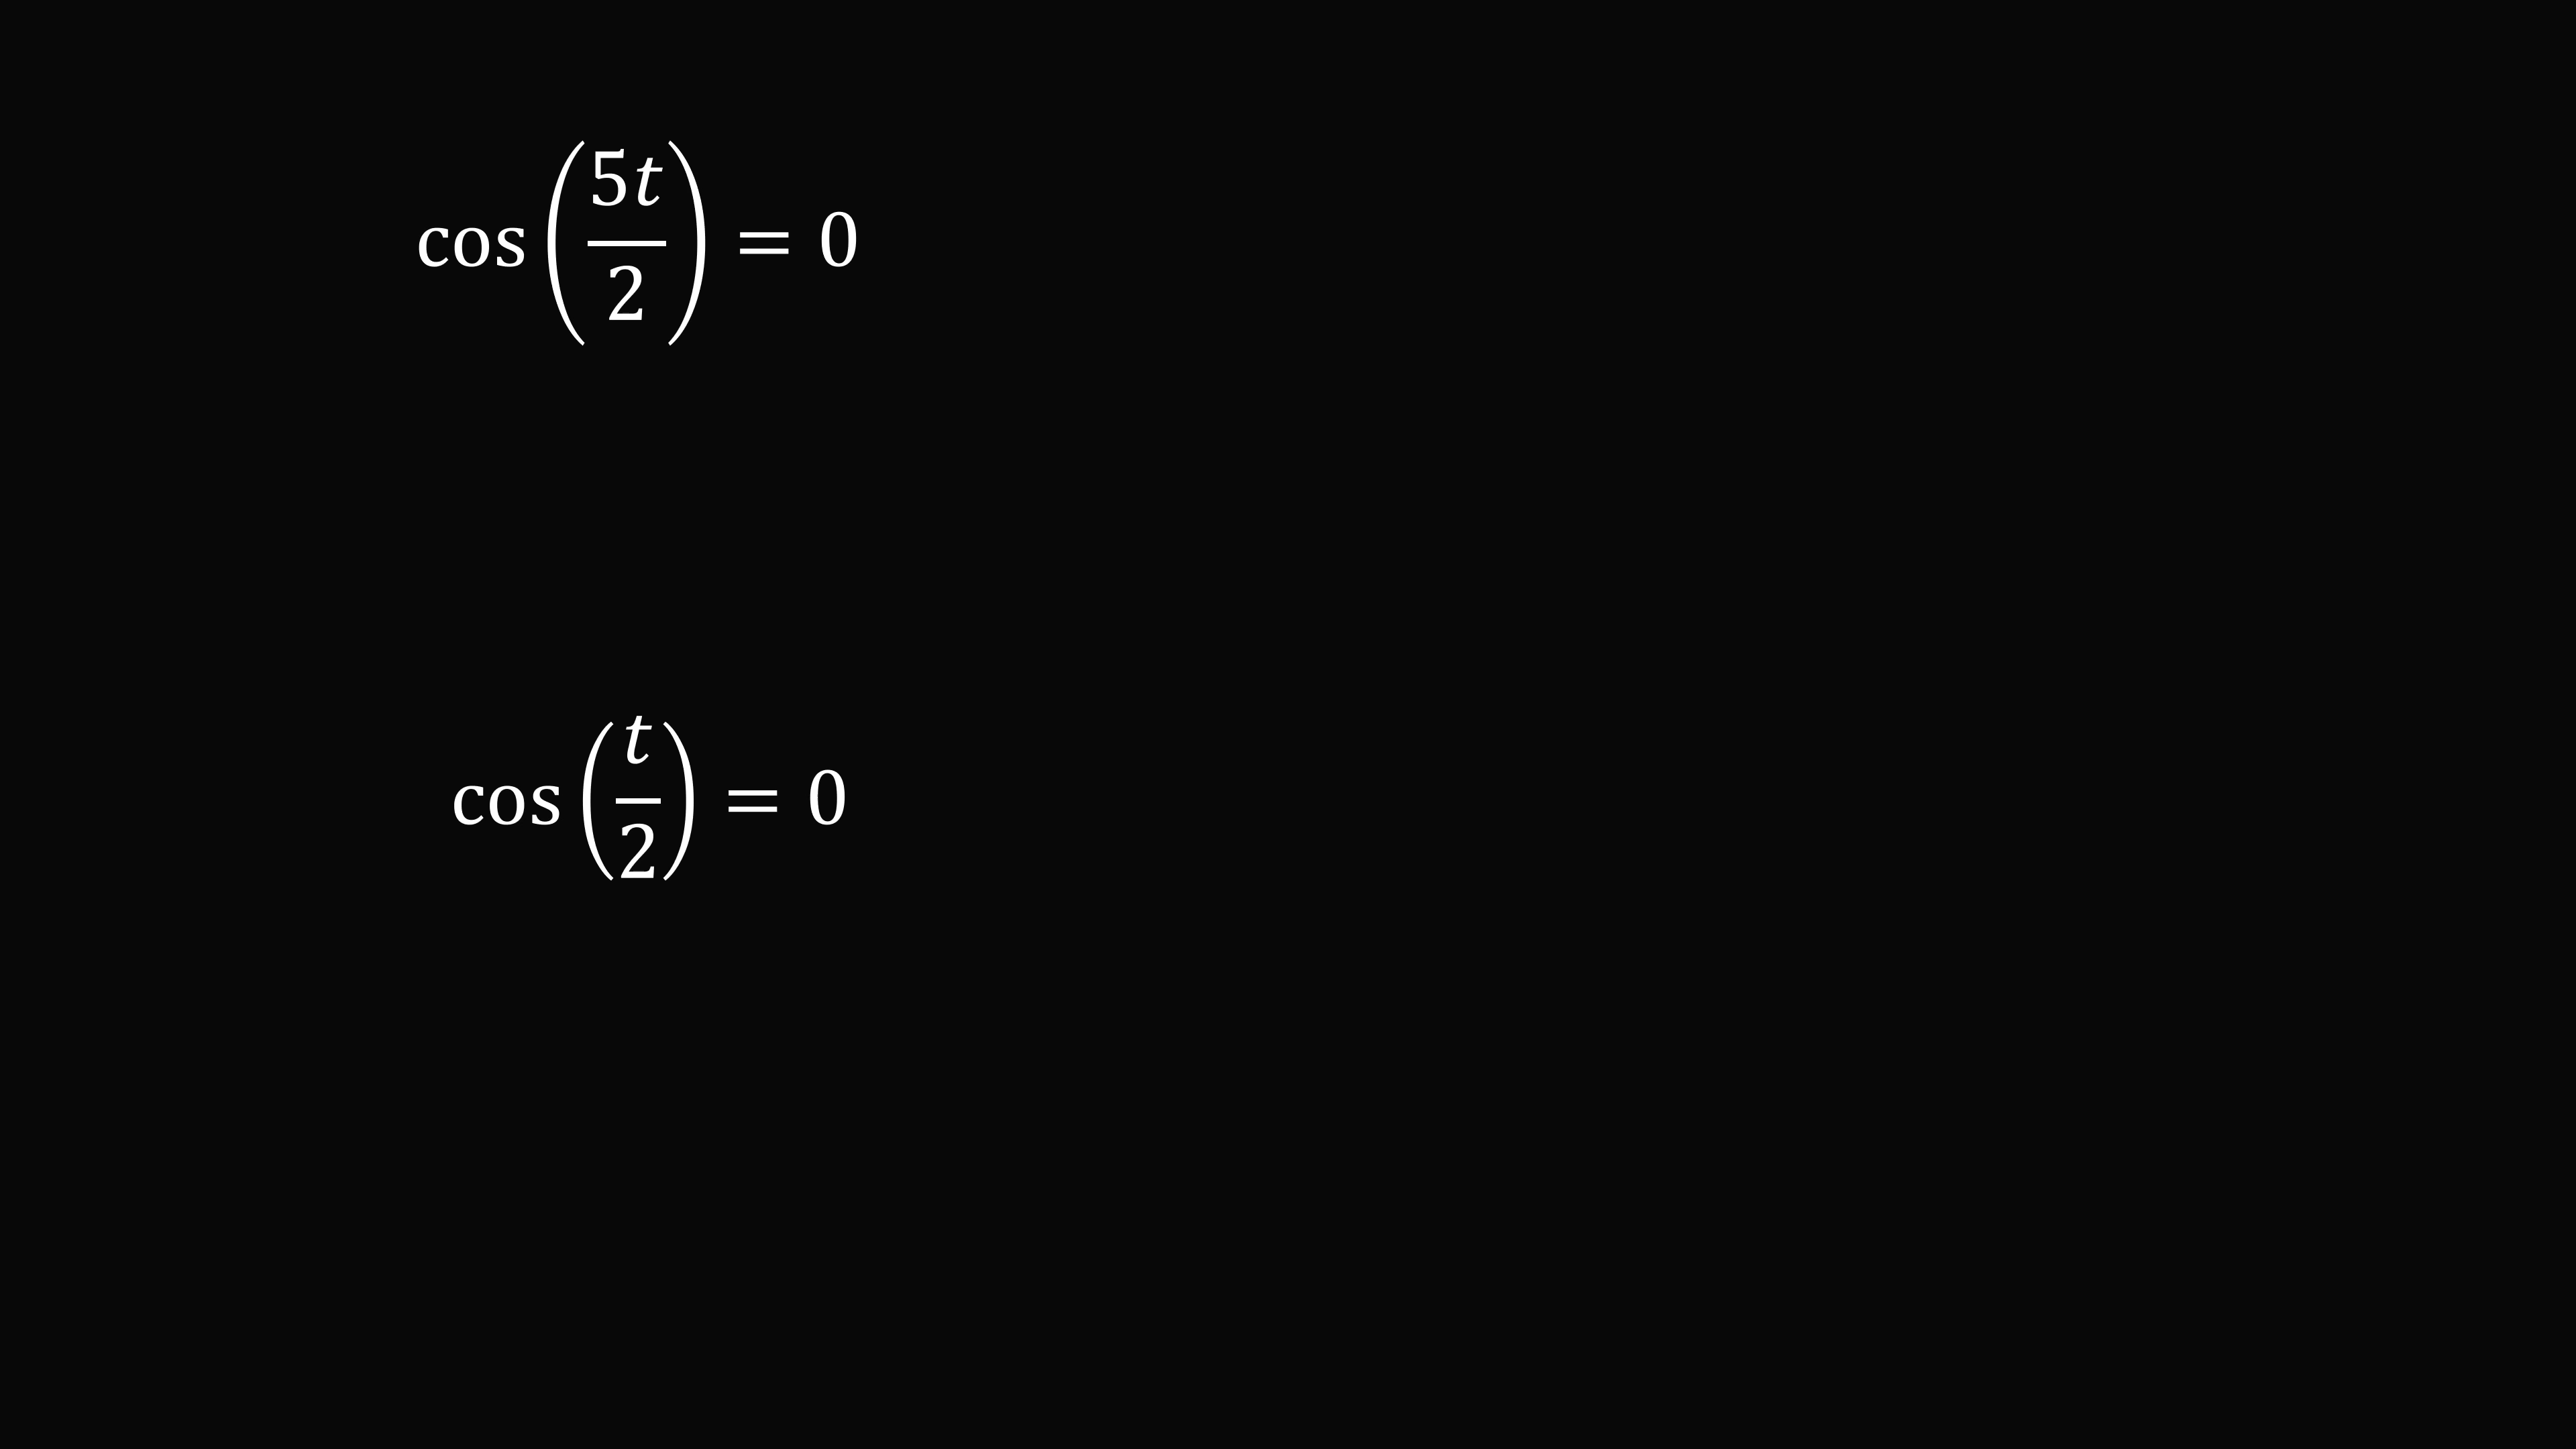 cos(5t/2) = 0
cos(t/2) = 0